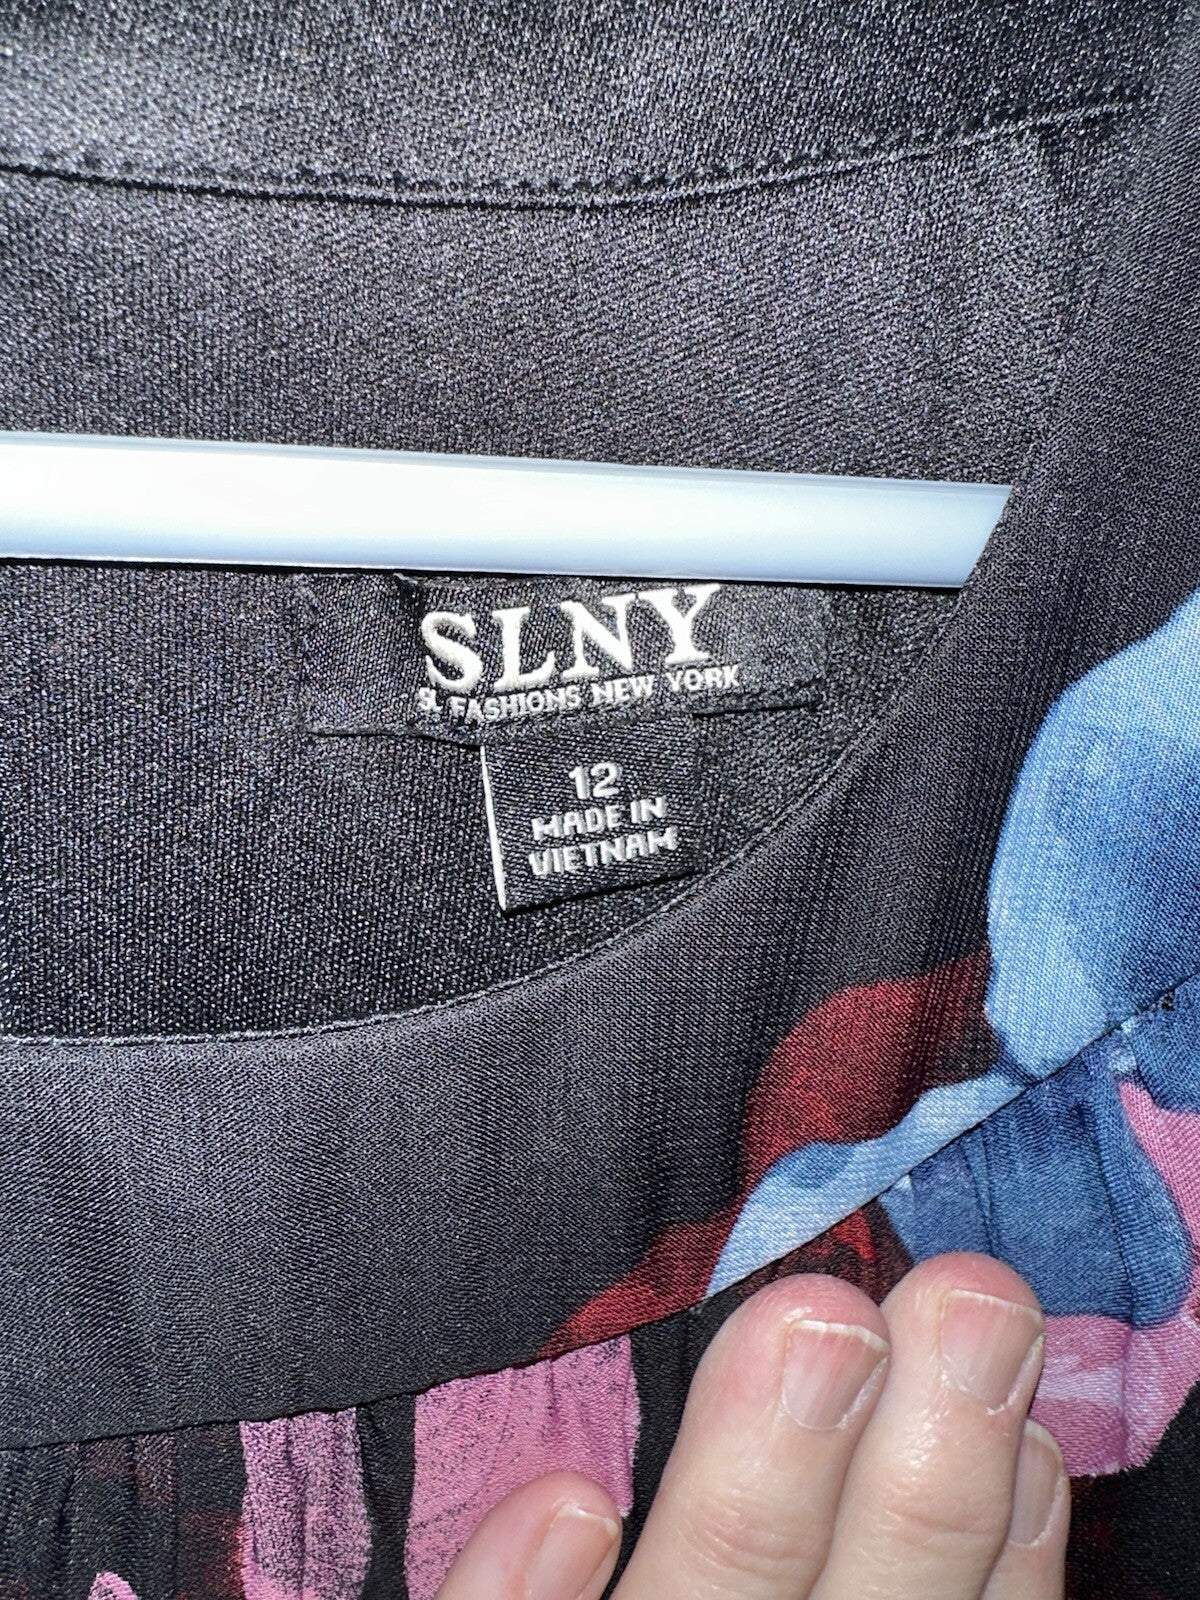 SLNY
SL FASHIONS NEW YORK
12
MADE IN
VIETNAM